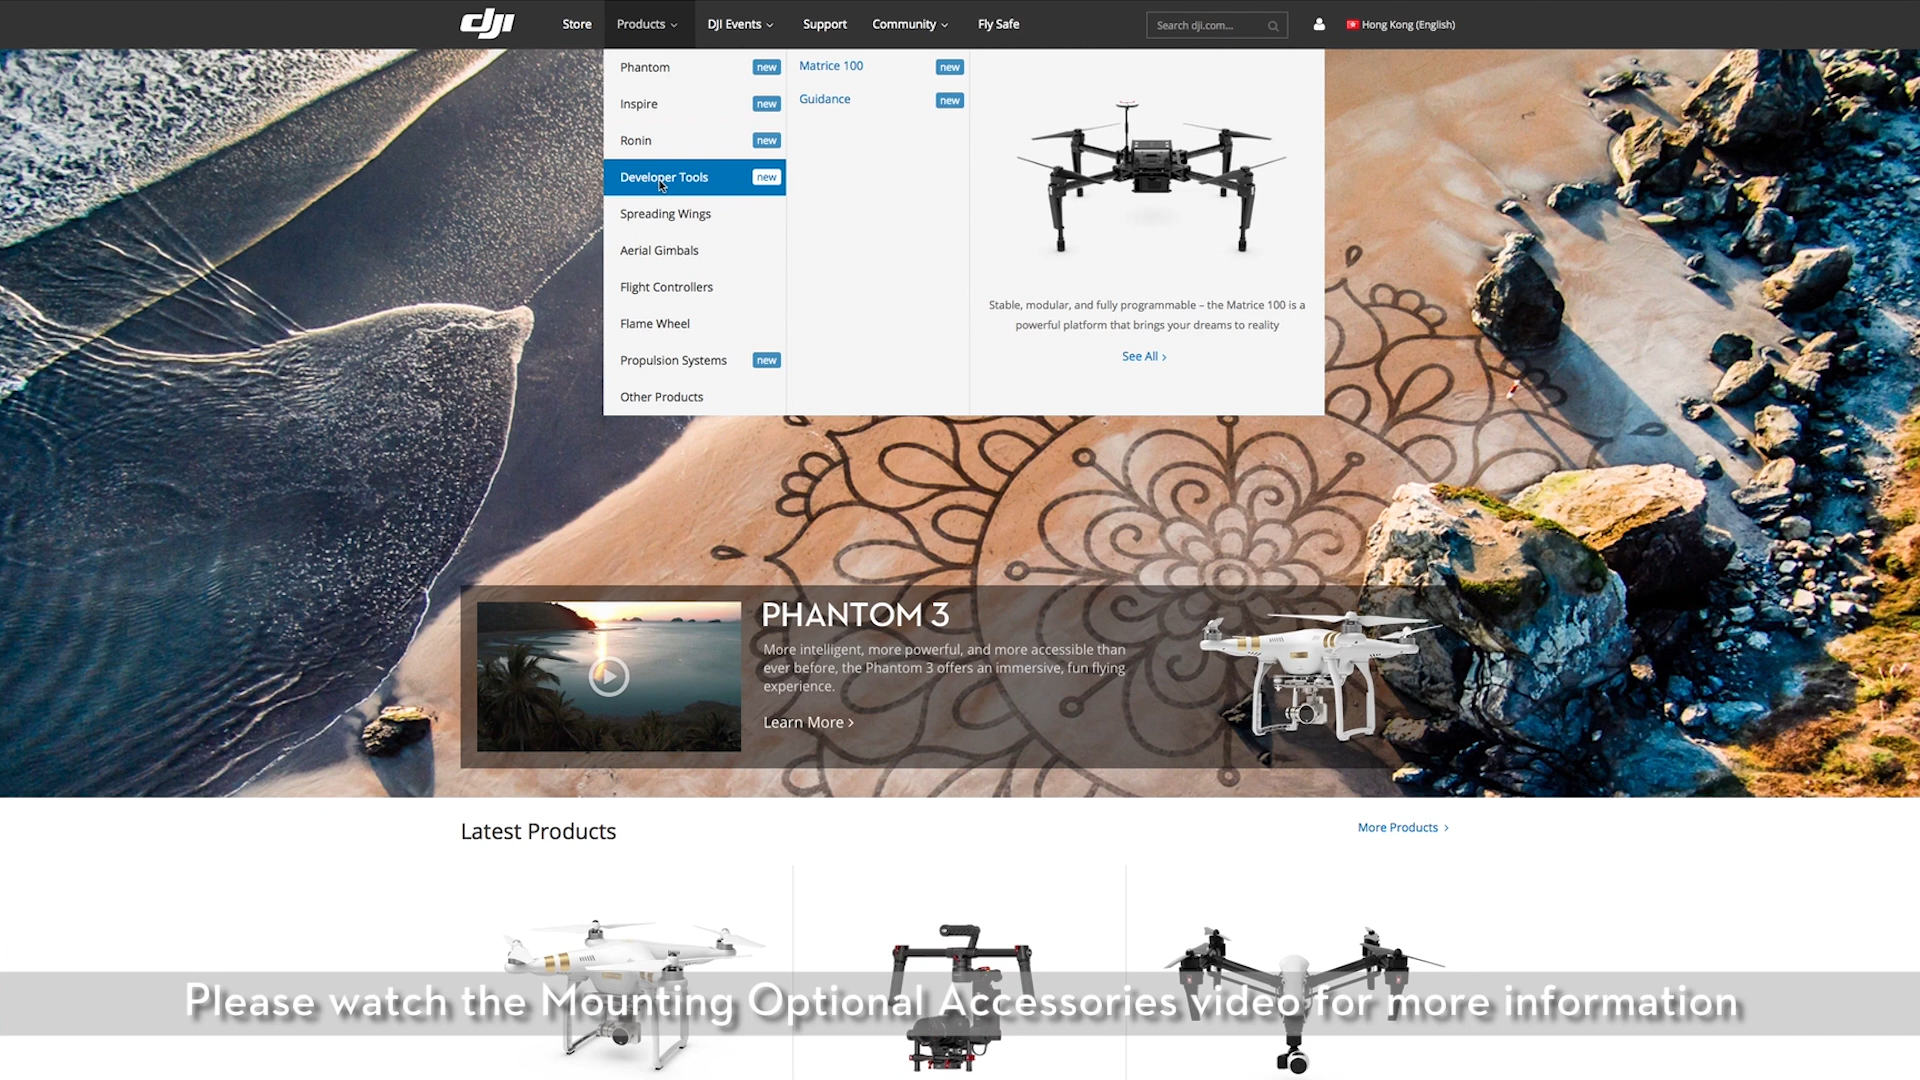 dji
Store
Products
DJI Events
Support
Community
Fly Safe
Search dji.com...
Hong Kong (English)
Phantom new
Inspire new
Ronin new
Developer Tools new
Spreading Wings
Aerial Gimbals
Flight Controllers
Flame Wheel
Propulsion Systems new
Other Products
Matrice 100 new
Guidance new
Stable, modular, and fully programmable – the Matrice 100 is a
powerful platform that brings your dreams to reality
See All >
PHANTOM 3
More intelligent, more powerful, and more accessible than
ever before, the Phantom 3 offers an immersive, fun flying
experience.
Learn More >
Latest Products
More Products >
Please watch the Mounting Optional Accessories video for more information